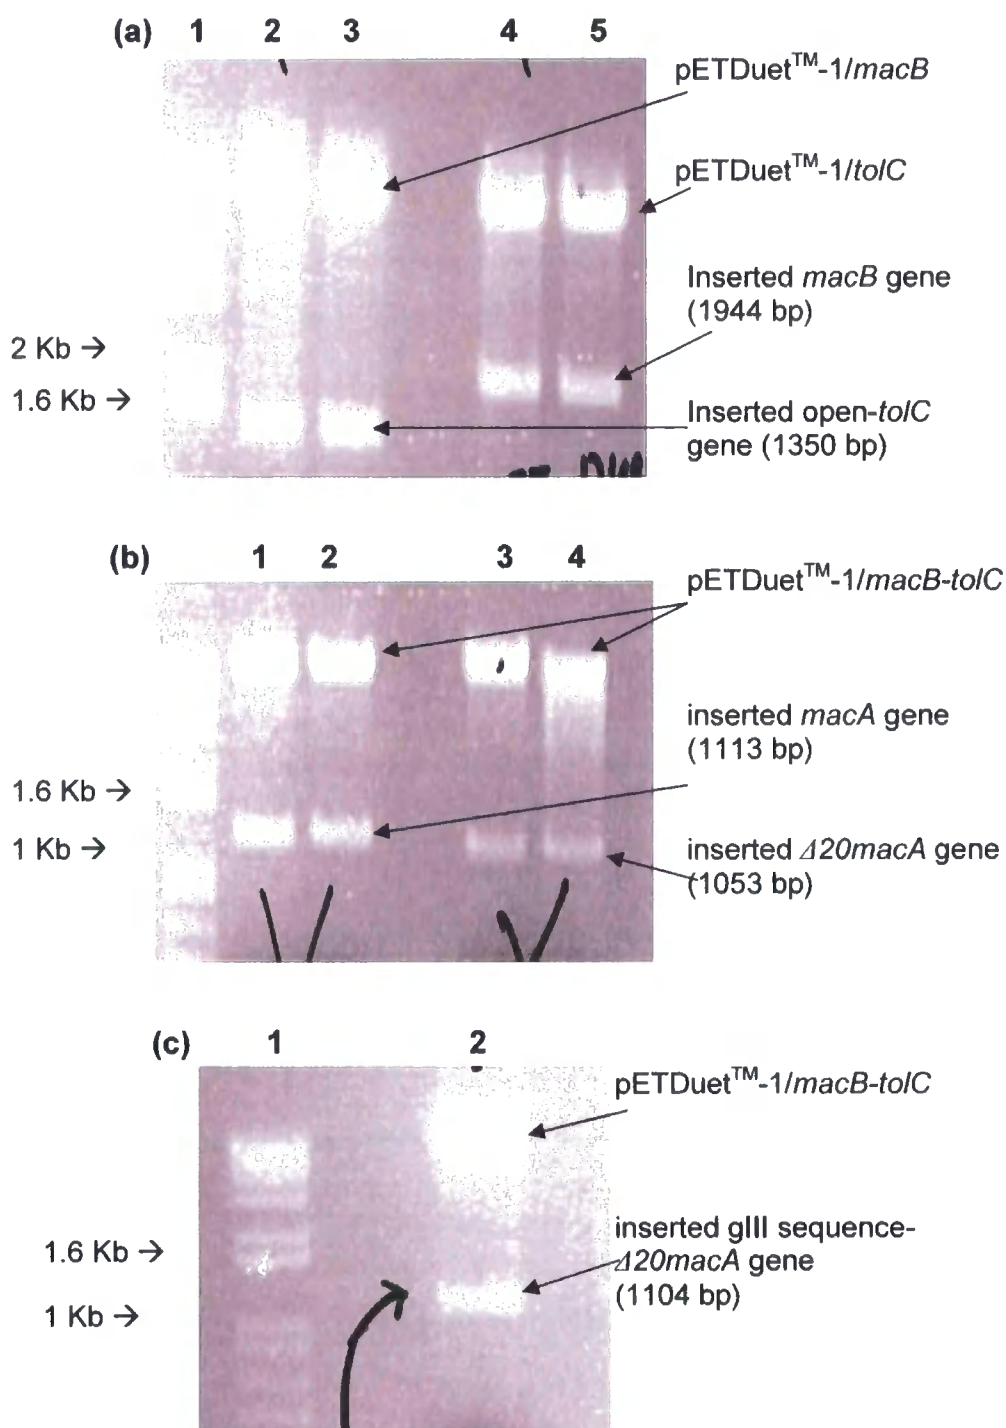 (a) 1 2 3 4 5
pETDuet™-1/macB
pETDuet™-1/tolC
Inserted macB gene
(1944 bp)
2 Kb →
1.6 Kb →
Inserted open-tolC
gene (1350 bp)
(b) 1 2 3 4
pETDuet™-1/macB-tolC
inserted macA gene
(1113 bp)
1.6 Kb →
1 Kb →
inserted Δ20macA gene
(1053 bp)
(c) 1 2
pETDuet™-1/macB-tolC
inserted gIII sequence-
Δ20macA gene
(1104 bp)
1.6 Kb →
1 Kb →